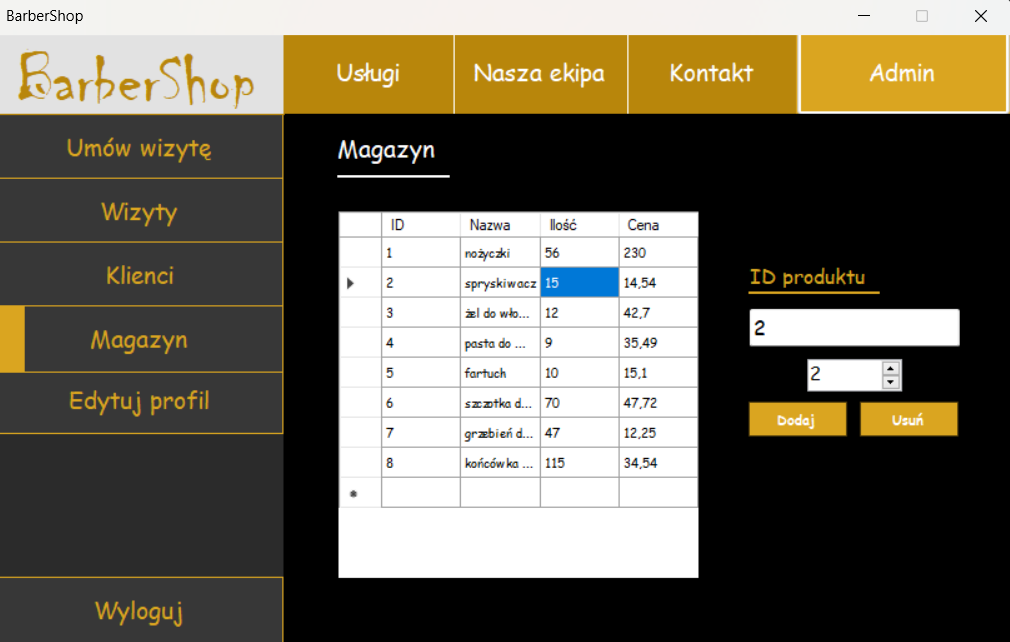 BarberShop
BarberShop
Usługi
Nasza ekipa
Kontakt
Admin
Umów wizytę
Wizyty
Klienci
Magazyn
Edytuj profil
Wyloguj
Magazyn
ID Nazwa Ilość Cena
1 nożyczki 56 230
2 spryskiwacz 15 14,54
3 żel do wło... 12 42,7
4 pasta do ... 9 35,49
5 fartuch 10 15,1
6 szczotka d... 70 47,72
7 grzebień d... 47 12,25
8 końcówka ... 115 34,54
ID produktu
2
2
Dodaj
Usuń